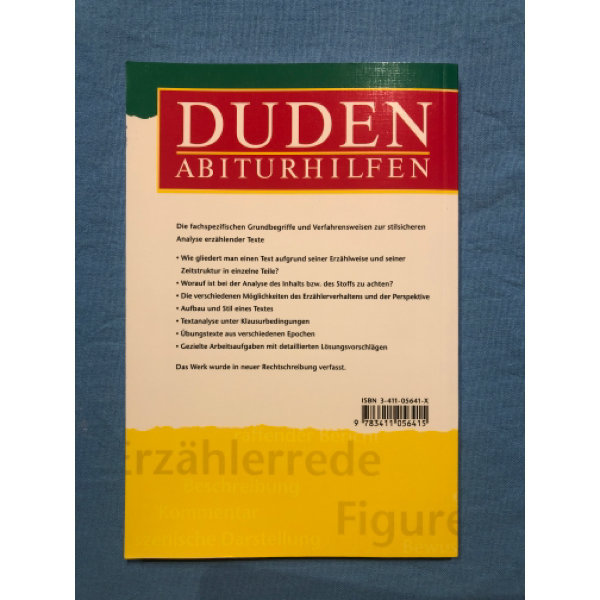 DUDEN
ABITURHILFEN
Die fachspezifischen Grundbegriffe und Verfahrensweisen zur stilsicheren
Analyse erzählender Texte
• Wie gliedert man einen Text aufgrund seiner Erzählweise und seiner
Zeitstruktur in einzelne Teile?
• Worauf ist bei der Analyse des Inhalts bzw. des Stoffs zu achten?
• Die verschiedenen Möglichkeiten des Erzählerverhaltens und der Perspektive
• Aufbau und Stil eines Textes
• Textanalyse unter Klausurbedingungen
• Übungstexte aus verschiedenen Epochen
• Gezielte Arbeitsaufgaben mit detaillierten Lösungsvorschlägen
Das Werk wurde in neuer Rechtschreibung verfasst.
ISBN 3-411-05641-X
9 783411 056415
raffender Bericht
Erzählerrede
Beschreibung
Kommentar
Figure
szenische Darstellung
Bewu